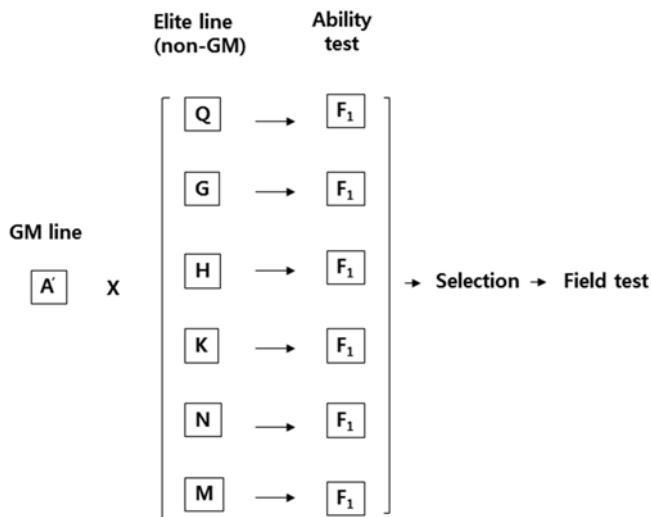 Elite line
(non-GM)
Ability
test
Q
F₁
G
F₁
GM line
A′
X
H
F₁
Selection
Field test
K
F₁
N
F₁
M
F₁